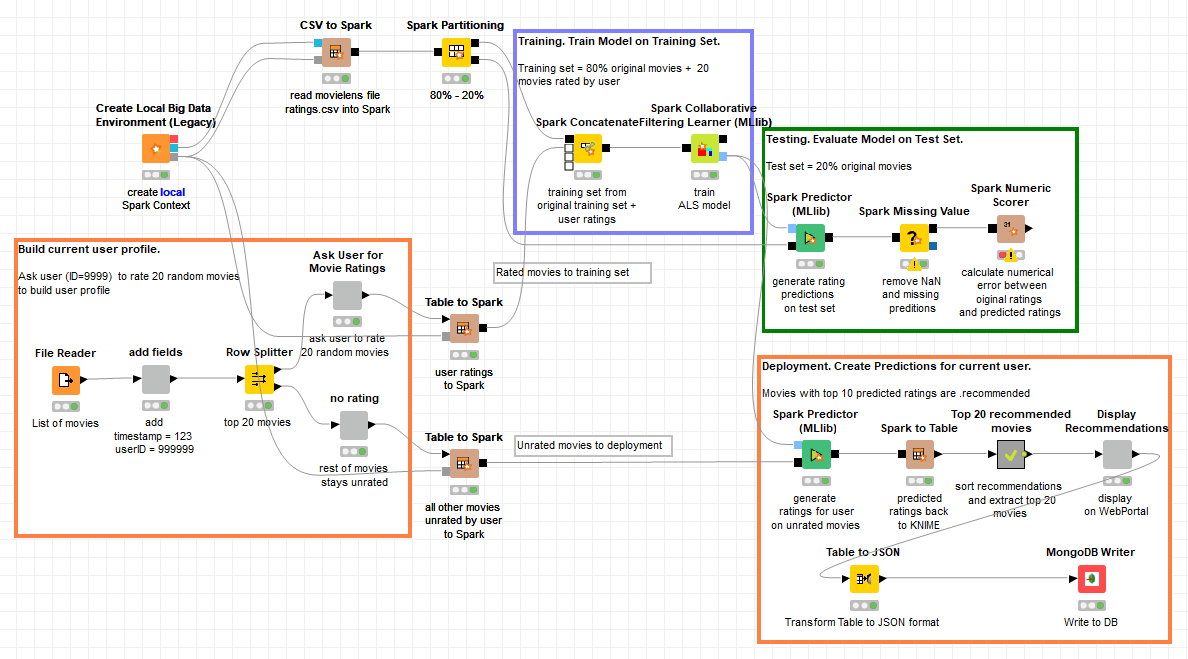 CSV to Spark
read movielens file
ratings.csv into Spark
Spark Partitioning
80% - 20%
Create Local Big Data
Environment (Legacy)
create local
Spark Context
Training. Train Model on Training Set.
Training set = 80% original movies + 20
movies rated by user
Spark Concatenate
training set from
original training set +
user ratings
Spark Collaborative
Filtering Learner (MLlib)
train
ALS model
Testing. Evaluate Model on Test Set.
Test set = 20% original movies
Spark Predictor
(MLlib)
generate rating
predictions
on test set
Spark Missing Value
?
remove NaN
and missing
preditions
Spark Numeric
Scorer
calculate numerical
error between
oiginal ratings
and predicted ratings
Build current user profile.
Ask user (ID=9999) to rate 20 random movies
to build user profile
File Reader
List of movies
add fields
add
timestamp = 123
userID = 999999
Row Splitter
top 20 movies
Ask User for
Movie Ratings
ask user to rate
20 random movies
no rating
rest of movies
stays unrated
Rated movies to training set
Table to Spark
user ratings
to Spark
Unrated movies to deployment
Table to Spark
all other movies
unrated by user
to Spark
Deployment. Create Predictions for current user.
Movies with top 10 predicted ratings are .recommended
Spark Predictor
(MLlib)
generate
ratings for user
on unrated movies
Spark to Table
predicted
ratings back
to KNIME
Top 20 recommended
movies
sort recommendations
and extract top 20
movies
Display
Recommendations
display
on WebPortal
Table to JSON
Transform Table to JSON format
MongoDB Writer
Write to DB